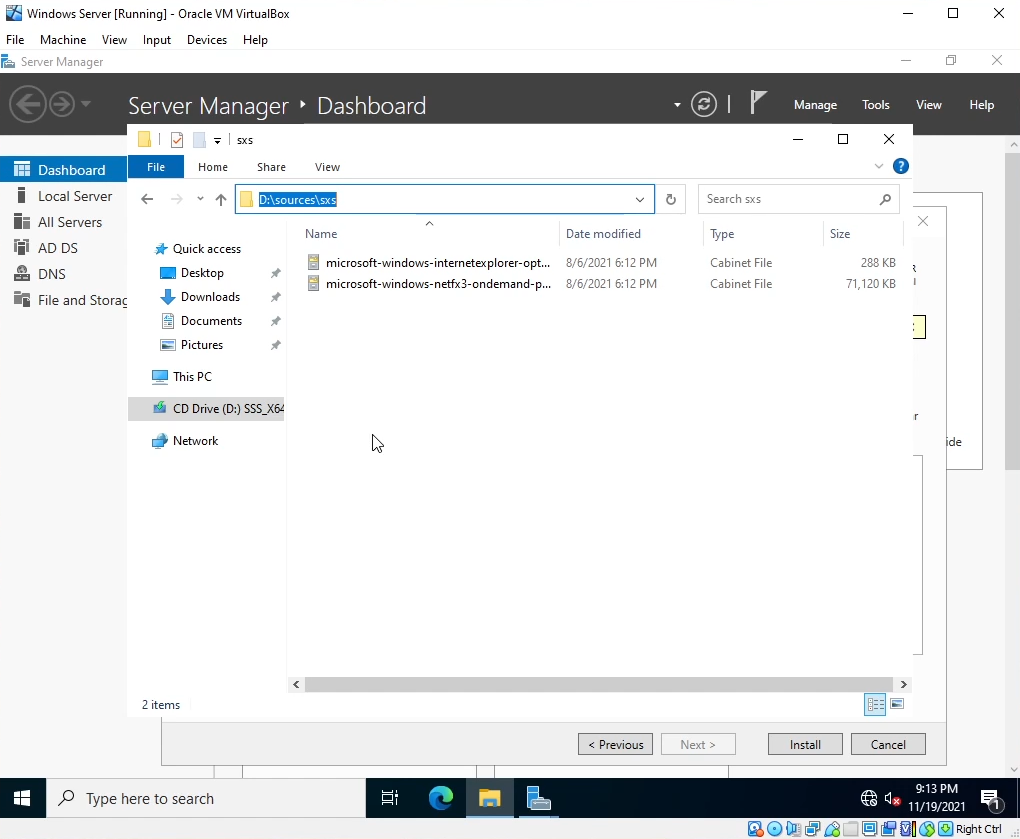 Windows Server [Running] - Oracle VM VirtualBox
File Machine View Input Devices Help
Server Manager
Server Manager Dashboard
Manage Tools View Help
sxs
File Home Share View
D:\sources\sxs
Search sxs
Dashboard
Local Server
All Servers
AD DS
DNS
File and Storag
Quick access
Desktop
Downloads
Documents
Pictures
This PC
CD Drive (D:) SSS_X64
Network
Name Date modified Type Size
microsoft-windows-internetexplorer-opt... 8/6/2021 6:12 PM Cabinet File 288 KB
microsoft-windows-netfx3-ondemand-p... 8/6/2021 6:12 PM Cabinet File 71,120 KB
ide
2 items
< Previous Next > Install Cancel
Type here to search
9:13 PM
11/19/2021
1
Right Ctrl